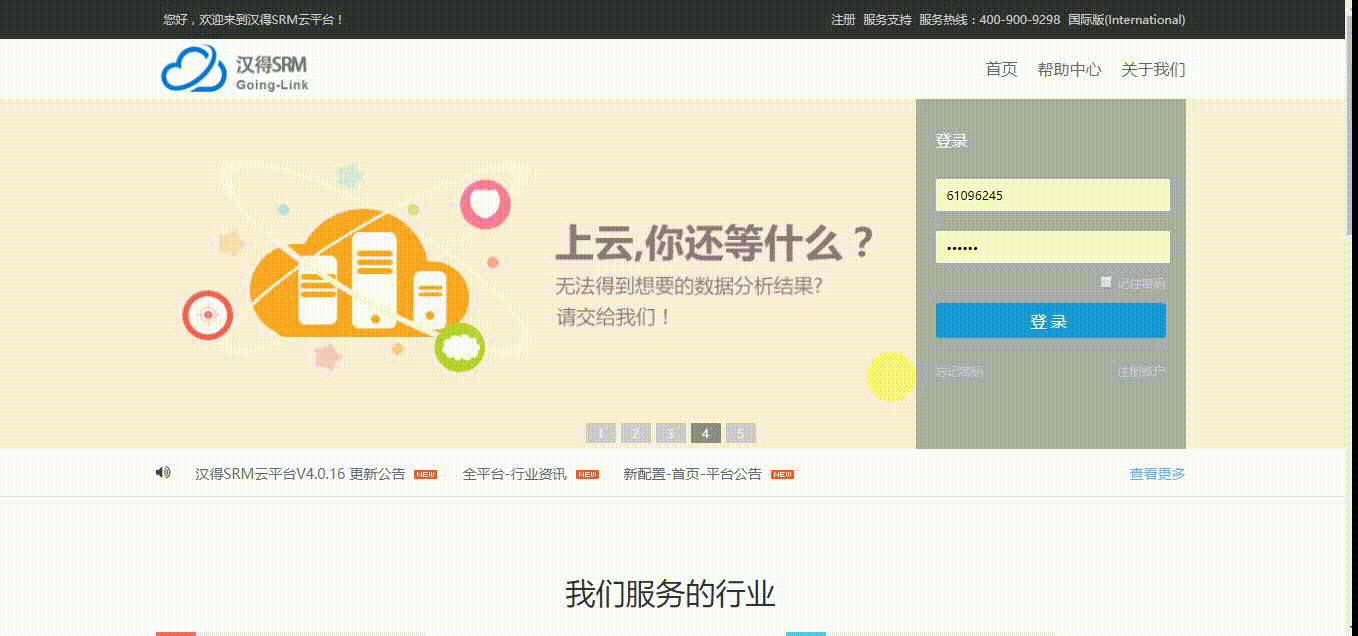 您好，欢迎来到汉得SRM云平台！
注册 服务支持 服务热线：400-900-9298 国际版(International)
汉得SRM
Going-Link
首页 帮助中心 关于我们
登录
61096245
••••••
记住密码
登录
忘记密码 注册账户
上云,你还等什么？
无法得到想要的数据分析结果?
请交给我们！
1 2 3 4 5
汉得SRM云平台V4.0.16 更新公告 NEW 全平台-行业资讯 NEW 新配置-首页-平台公告 NEW 查看更多
我们服务的行业